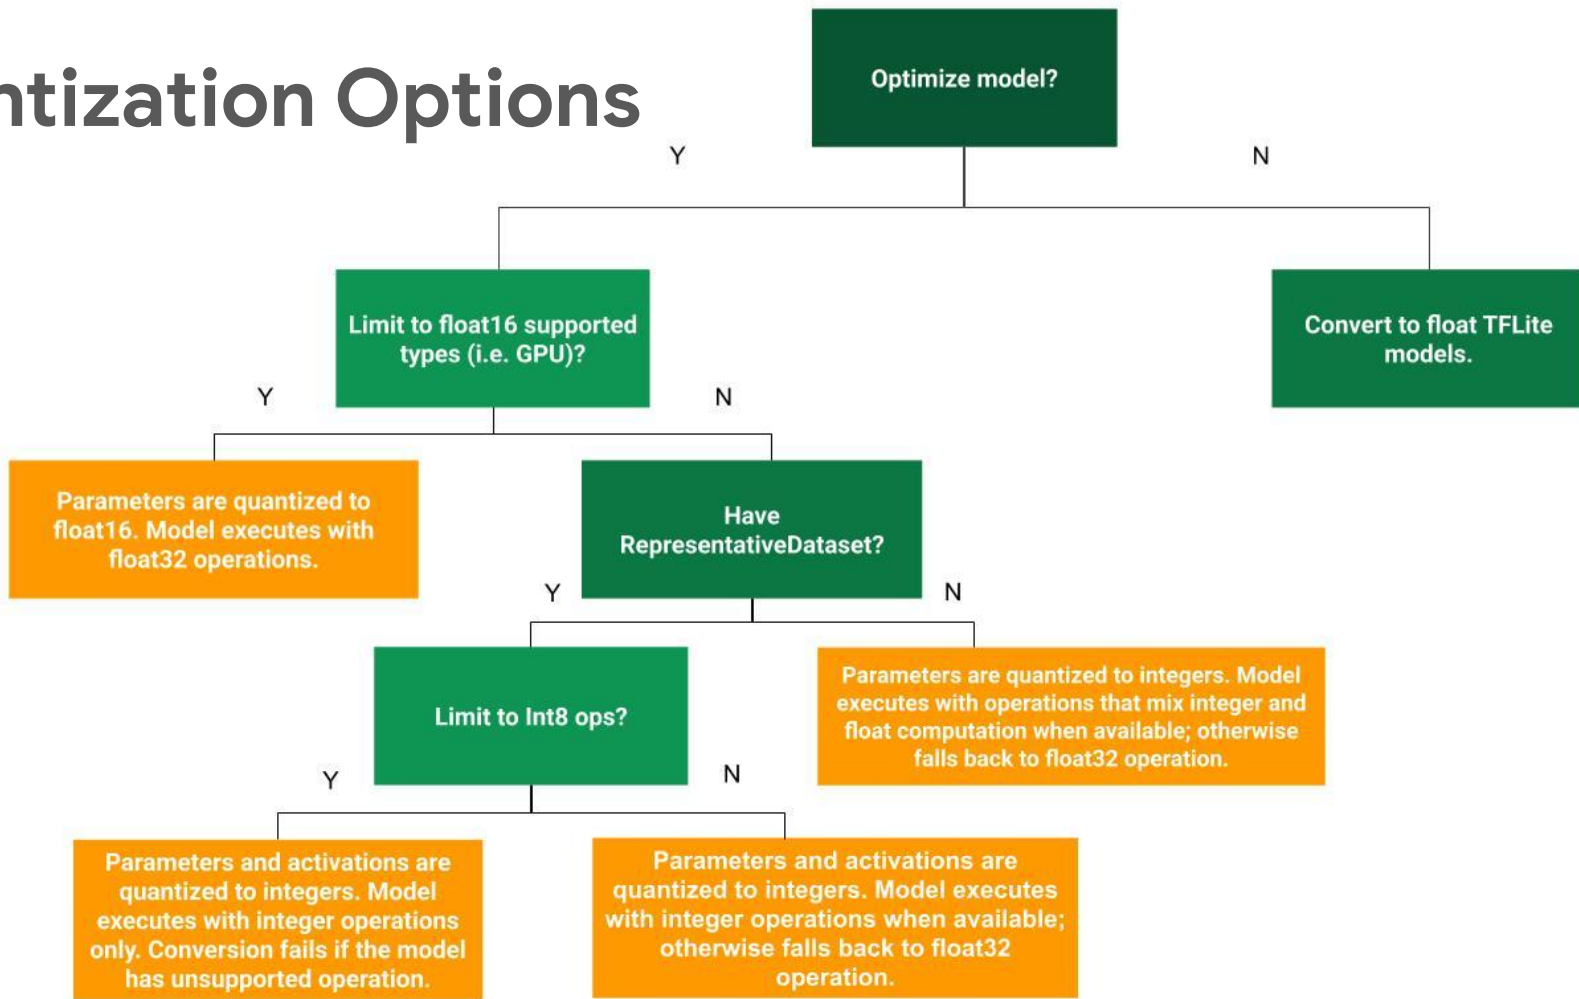 ntization Options
Optimize model?
Y
N
Limit to float16 supported
types (i.e. GPU)?
Convert to float TFLite
models.
Y
N
Parameters are quantized to
float16. Model executes with
float32 operations.
Have
RepresentativeDataset?
Y
N
Limit to Int8 ops?
Parameters are quantized to integers. Model
executes with operations that mix integer and
float computation when available; otherwise
falls back to float32 operation.
Y
N
Parameters and activations are
quantized to integers. Model
executes with integer operations
only. Conversion fails if the model
has unsupported operation.
Parameters and activations are
quantized to integers. Model executes
with integer operations when available;
otherwise falls back to float32
operation.